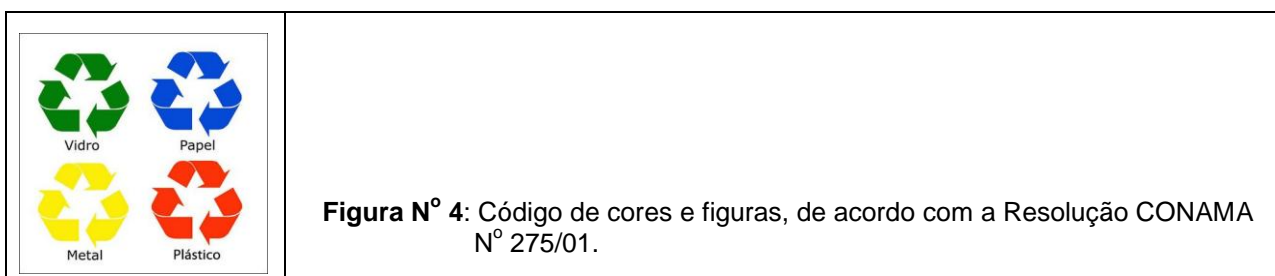 Vidro Papel
Metal Plástico
Figura Nº 4: Código de cores e figuras, de acordo com a Resolução CONAMA
Nº 275/01.